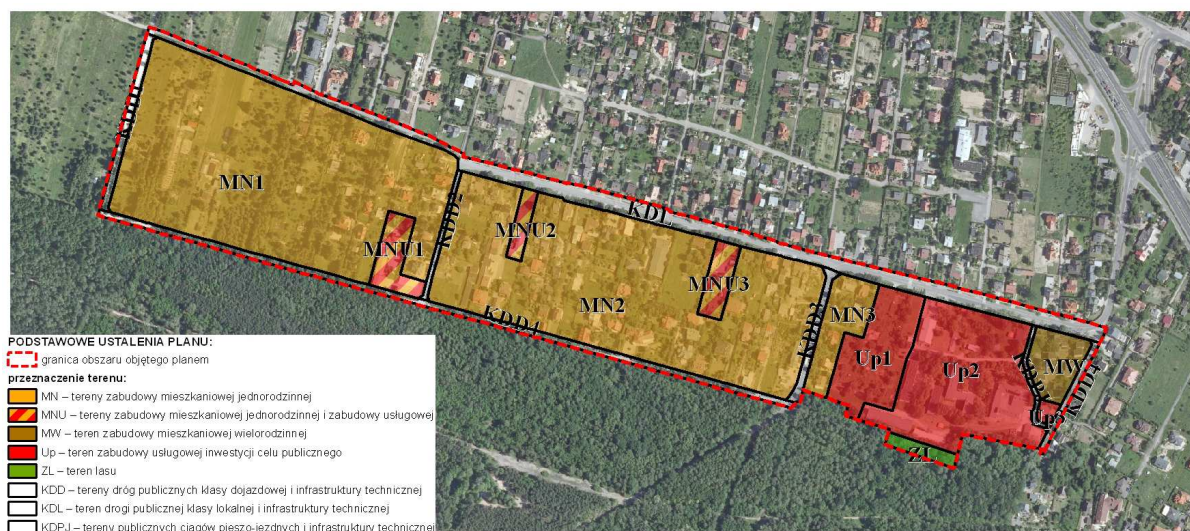 KDD1
MN1
KDD2
MNU1
MNU2
KDL
MNU3
MN2
KDD4
KDD3
MN3
Up1
Up2
MW
KDD4
Up3
ZL
PODSTAWOWE USTALENIA PLANU:
granica obszaru objętego planem
przeznaczenie terenu:
MN – tereny zabudowy mieszkaniowej jednorodzinnej
MNU – tereny zabudowy mieszkaniowej jednorodzinnej i zabudowy usługowej
MW – teren zabudowy mieszkaniowej wielorodzinnej
Up – teren zabudowy usługowej inwestycji celu publicznego
ZL – teren lasu
KDD – tereny dróg publicznych klasy dojazdowej i infrastruktury technicznej
KDL – teren drogi publicznej klasy lokalnej i infrastruktury technicznej
KDPJ – tereny publicznych ciągów pieszo-jezdnych i infrastruktury technicznej